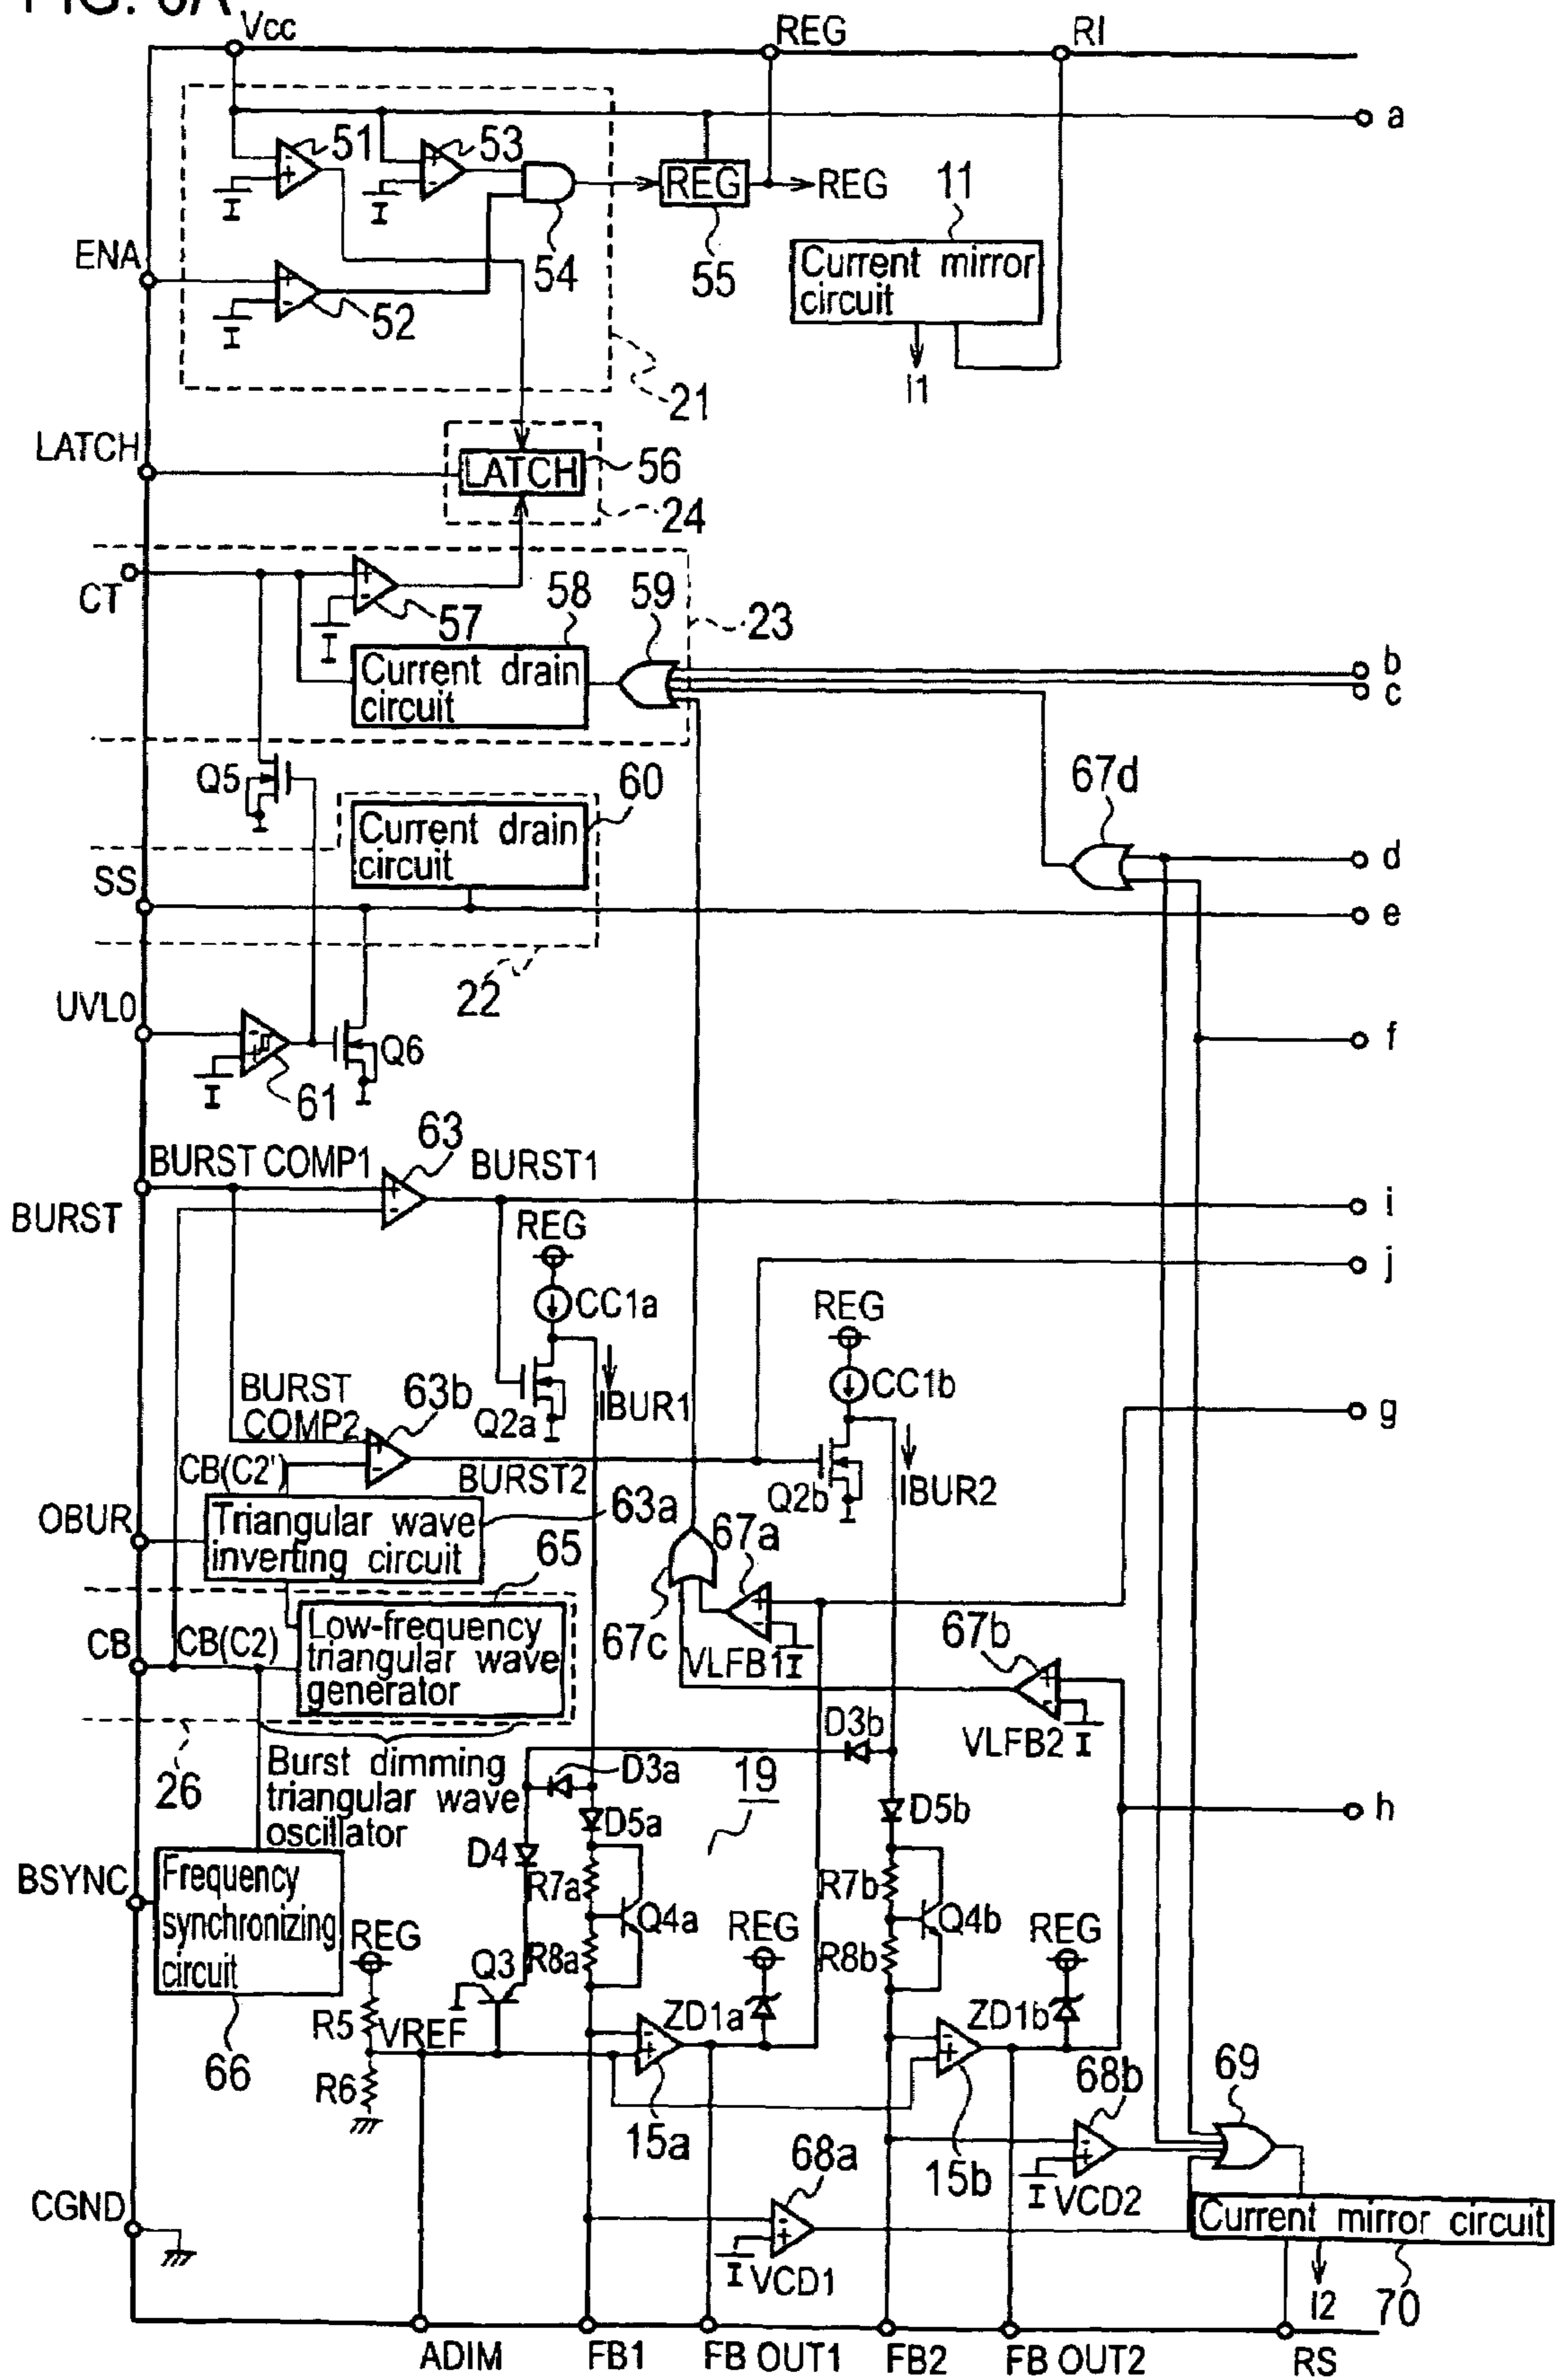 Vcc
REG
RI
a
51
53
REG
REG
11
ENA
54
55
Current mirror
circuit
52
i1
21
LATCH
LATCH
56
24
CT
57
58
59
23
Current drain
circuit
b
c
Q5
60
67d
Current drain
circuit
d
SS
e
22
UVLO
Q6
f
61
63
BURST COMP1
BURST1
BURST
i
REG
j
CC1a
REG
BURST
COMP2
63b
IBUR1
CC1b
Q2a
g
CB(C2')
BURST2
Q2b
IBUR2
OBUR
Triangular wave
inverting circuit
63a
67a
65
CB
CB(C2)
Low-frequency
triangular wave
generator
67c
VLFB1
67b
D3b
VLFB2
26
Burst dimming
triangular wave
oscillator
D3a
19
D5a
D5b
h
D4
BSYNC
Frequency
synchronizing
circuit
R7a
R7b
REG
Q4a
REG
Q4b
REG
Q3
R8a
R8b
R5
VREF
ZD1a
ZD1b
66
R6
68b
69
15a
68a
15b
VCD2
CGND
Current mirror circuit
VCD1
I2
70
ADIM
FB1
FB OUT1
FB2
FB OUT2
RS